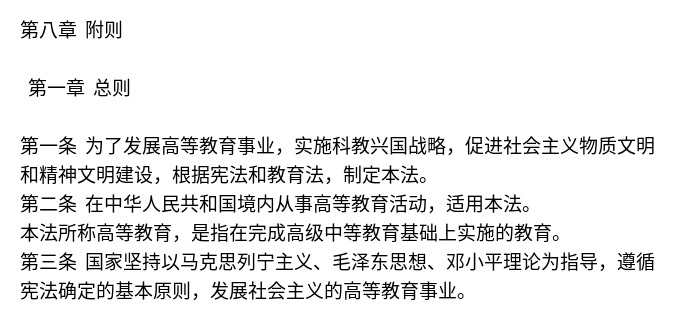 第八章 附则
第一章 总则
第一条 为了发展高等教育事业，实施科教兴国战略，促进社会主义物质文明
和精神文明建设，根据宪法和教育法，制定本法。
第二条 在中华人民共和国境内从事高等教育活动，适用本法。
本法所称高等教育，是指在完成高级中等教育基础上实施的教育。
第三条 国家坚持以马克思列宁主义、毛泽东思想、邓小平理论为指导，遵循
宪法确定的基本原则，发展社会主义的高等教育事业。